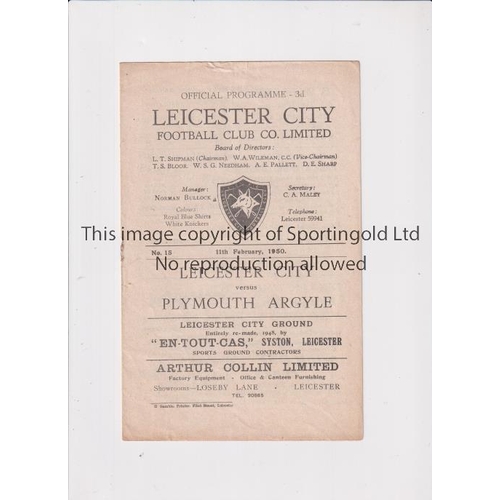 OFFICIAL PROGRAMME - 3d
LEICESTER CITY
FOOTBALL CLUB CO. LIMITED
Board of Directors:
L. T. SHIPMAN (Chairman). W. A. WILEMAN, C.C. (Vice-Chairman)
T. S. BLOOR. W. S. G. NEEDHAM. A. E. PALLETT. D. E. SHARP
Manager: Secretary:
NORMAN BULLOCK C. A. MALEY
Colours: Telephone:
Royal Blue Shirts Leicester 59941
White Knickers
This image copyright of Sportingold Ltd
No. 18 11th February, 1950.
No reproduction allowed
LEICESTER CITY
versus
PLYMOUTH ARGYLE
LEICESTER CITY GROUND
Entirely re-made, 1948, by
"EN-TOUT-CAS," SYSTON, LEICESTER
SPORTS GROUND CONTRACTORS
ARTHUR COLLIN LIMITED
Factory Equipment - Office & Canteen Furnishing
Showrooms—LOSEBY LANE - LEICESTER